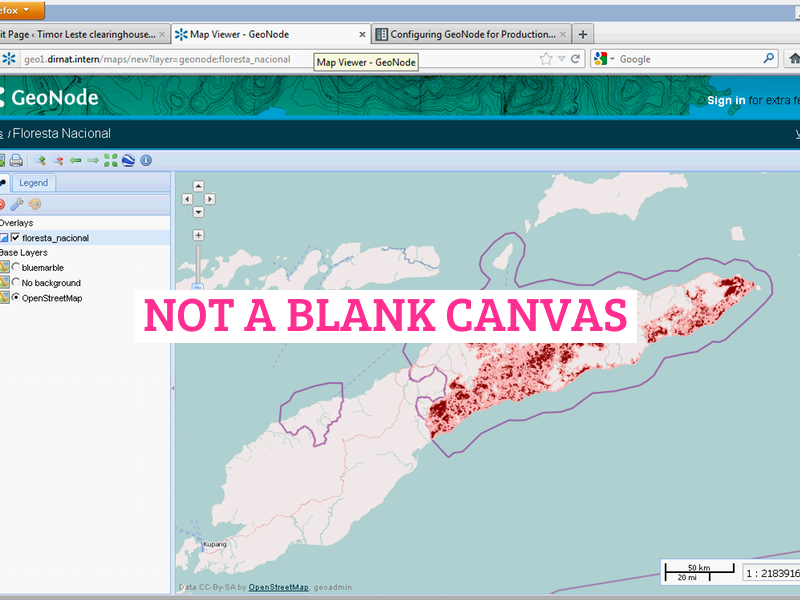 efox
it Page ‹ Timor Leste clearinghouse...
Map Viewer - GeoNode
Configuring GeoNode for Production...
geo1.dirnat.intern/maps/new?layer=geonode:floresta_nacional
Google
Map Viewer - GeoNode
GeoNode
Sign in for extra fe
s / Floresta Nacional
Legend
Overlays
floresta_nacional
Base Layers
bluemarble
No background
OpenStreetMap
NOT A BLANK CANVAS
Kupang
Data CC-By-SA by OpenStreetMap, geoadmin
50 km
20 mi
1 : 2183916